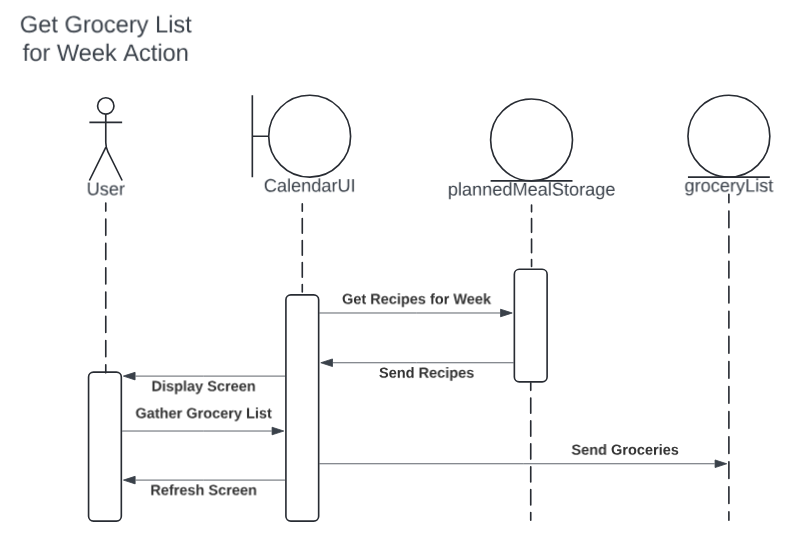 Get Grocery List
for Week Action
User
CalendarUI
plannedMealStorage
groceryList
Get Recipes for Week
Send Recipes
Display Screen
Gather Grocery List
Send Groceries
Refresh Screen